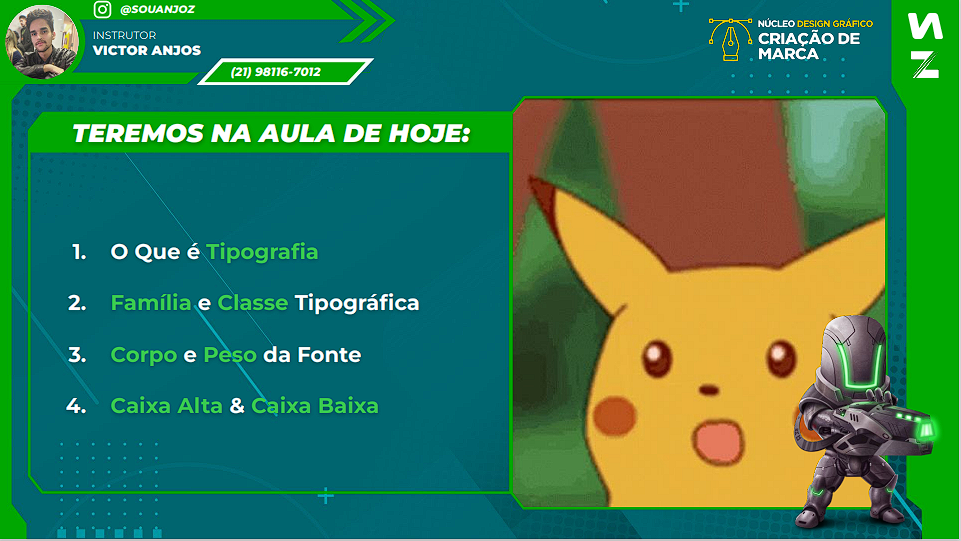 @SOUANJOZ
INSTRUTOR
VICTOR ANJOS
(21) 98116-7012
NÚCLEO DESIGN GRÁFICO
CRIAÇÃO DE
MARCA
TEREMOS NA AULA DE HOJE:
1. O Que é Tipografia
2. Família e Classe Tipográfica
3. Corpo e Peso da Fonte
4. Caixa Alta & Caixa Baixa